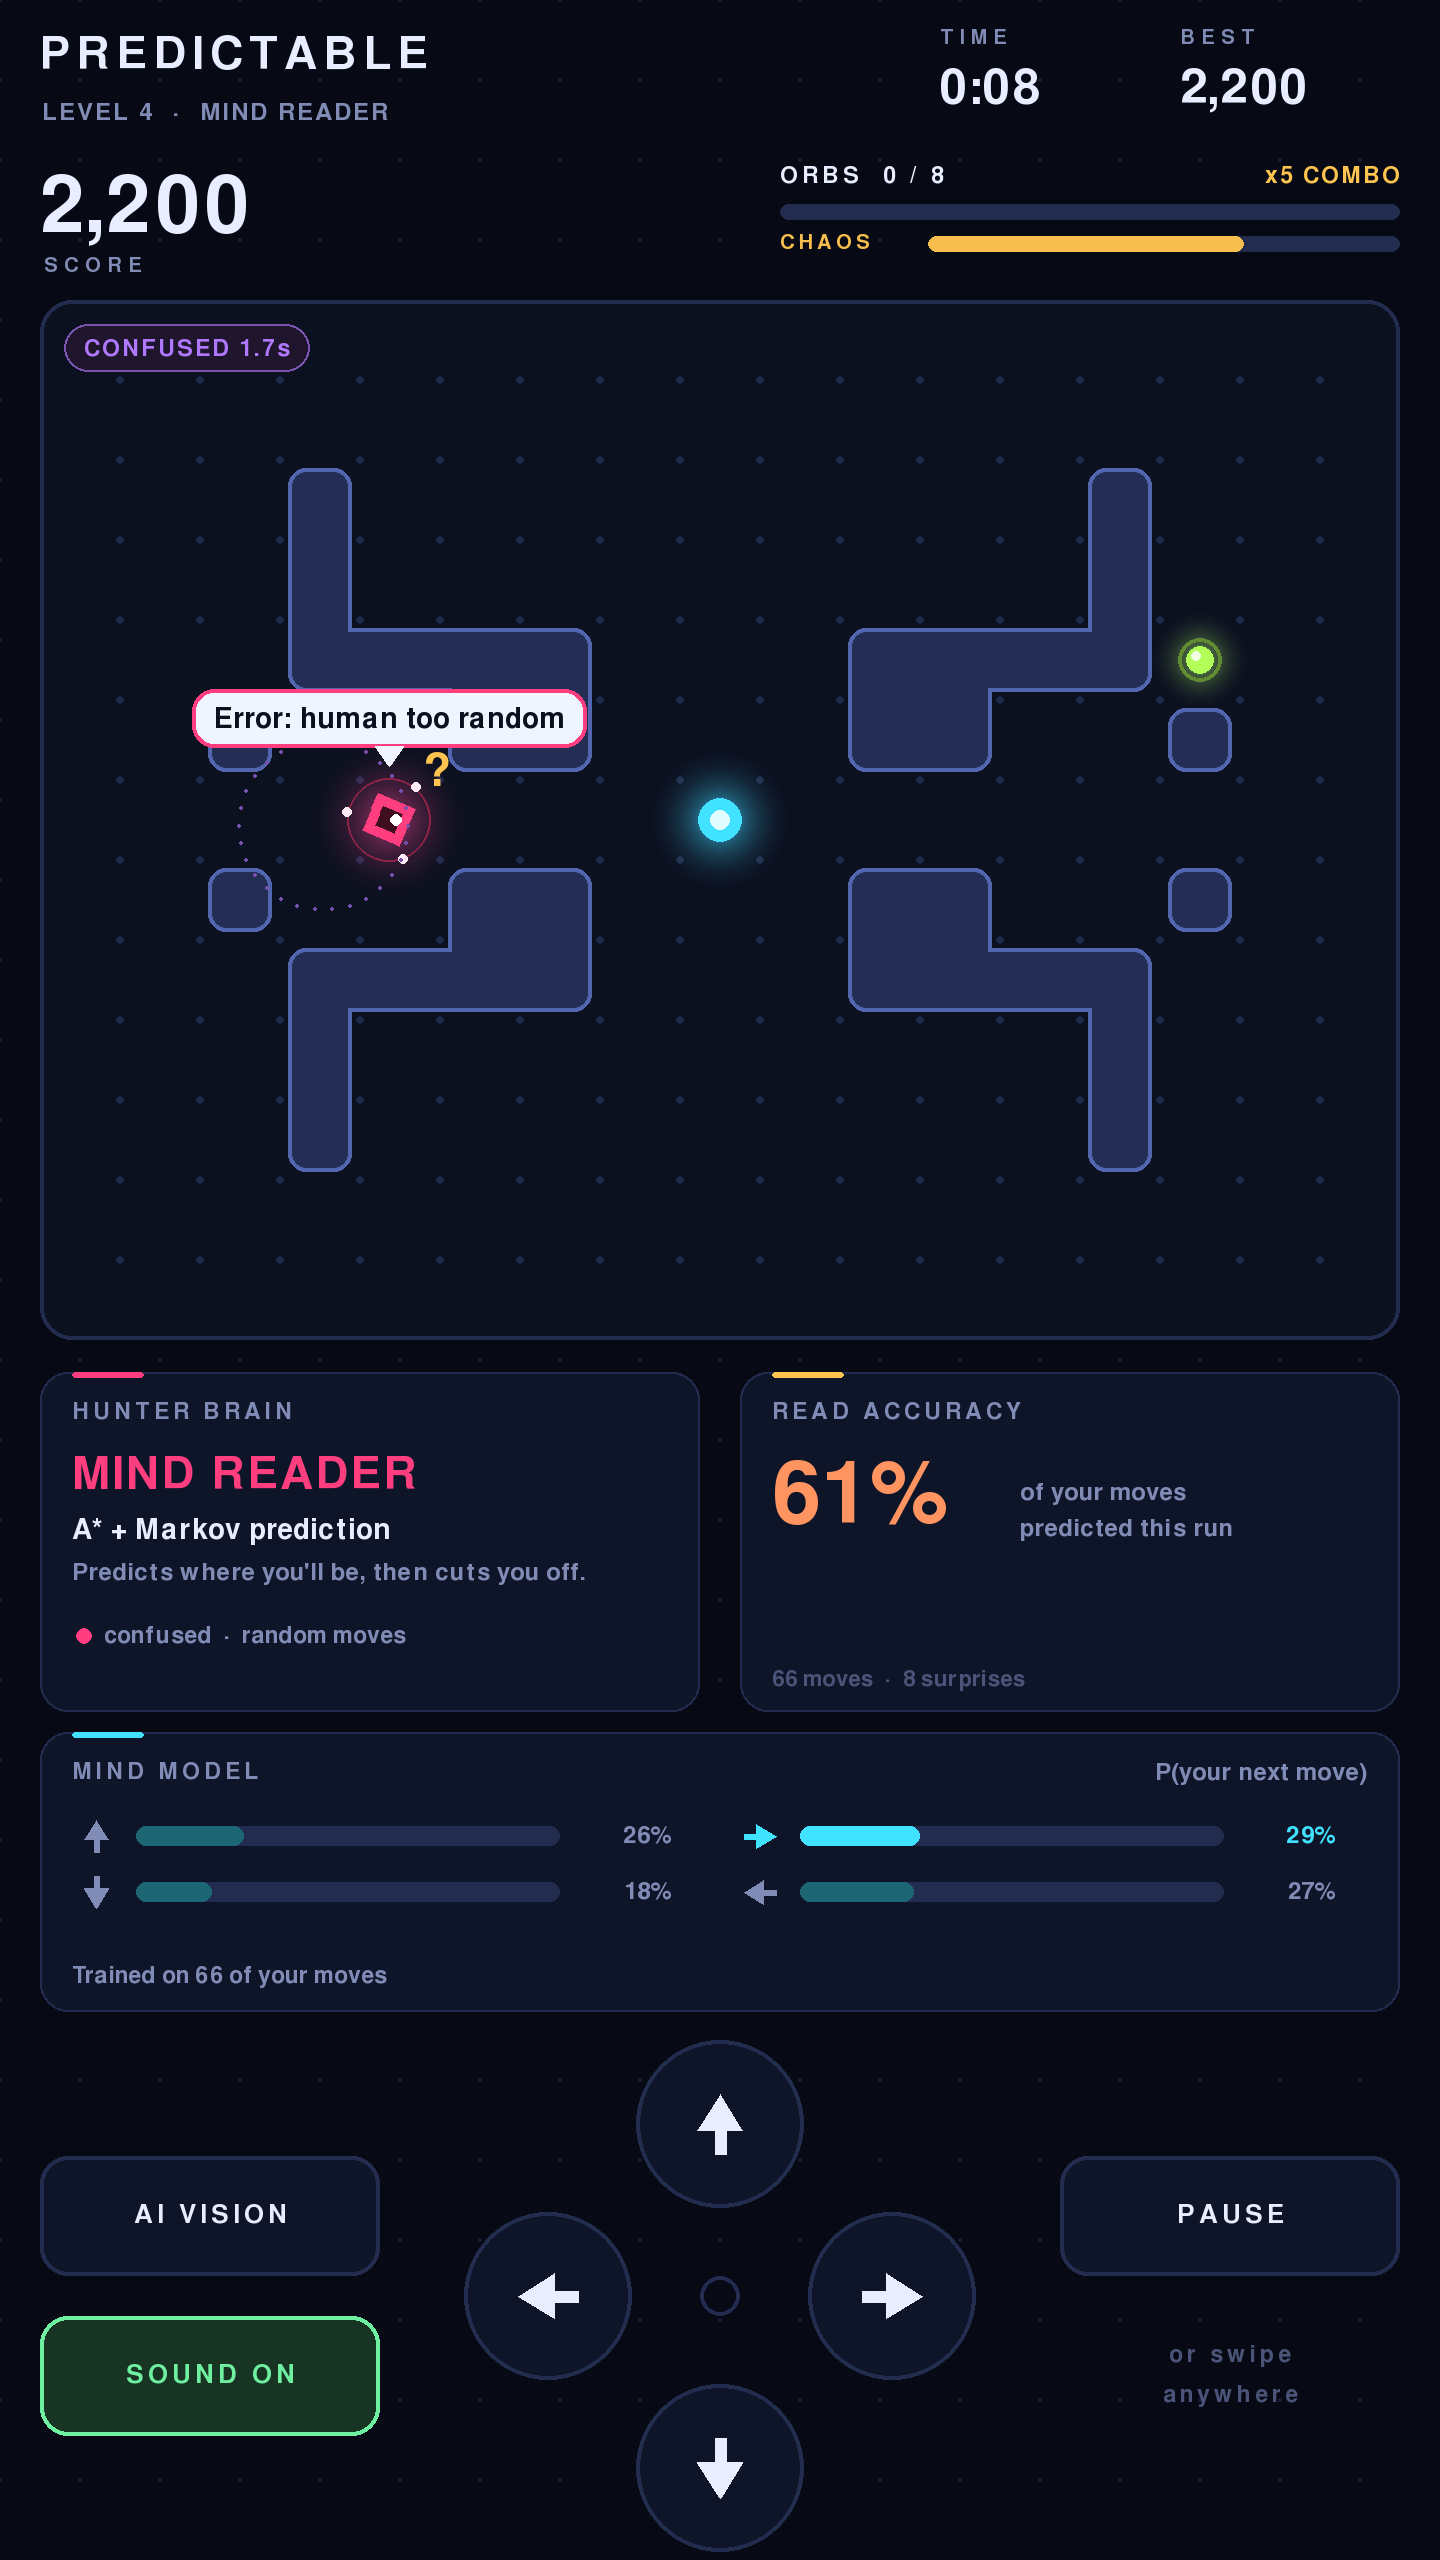 PREDICTABLE
LEVEL 4 · MIND READER
TIME
0:08
BEST
2,200
2,200
SCORE
ORBS 0 / 8
x5 COMBO
CHAOS
CONFUSED 1.7s
Error: human too random
?
HUNTER BRAIN
MIND READER
A* + Markov prediction
Predicts where you'll be, then cuts you off.
confused · random moves
READ ACCURACY
61%
of your moves
predicted this run
66 moves · 8 surprises
MIND MODEL
P(your next move)
26%
29%
18%
27%
Trained on 66 of your moves
AI VISION
PAUSE
SOUND ON
or swipe
anywhere